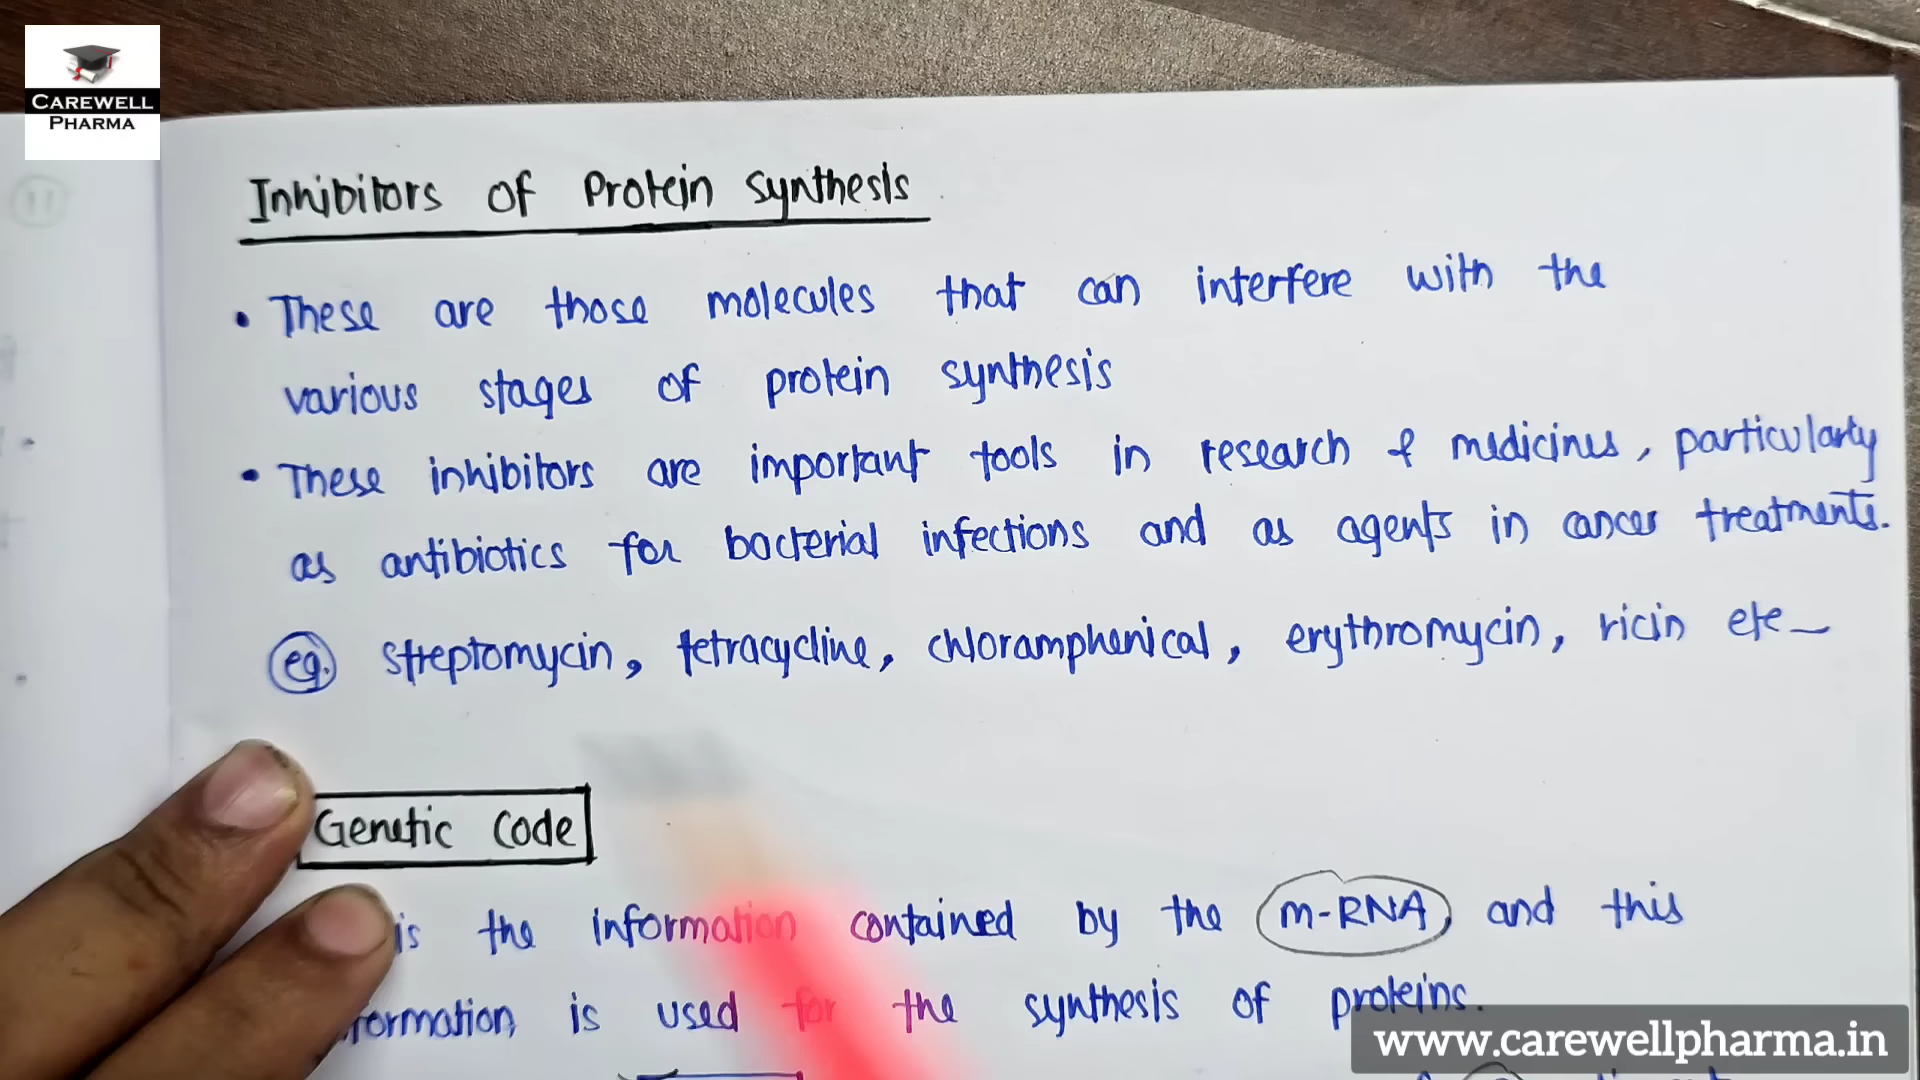 CAREWELL
PHARMA
11
Inhibitors of Protein Synthesis
• These are those molecules that can interfere with the
various stages of protein synthesis
• These inhibitors are important tools in research & medicines, particularly
as antibiotics for bacterial infections and as agents in cancer treatments.
eg. streptomycin, tetracycline, chloramphenical, erythromycin, ricin etc_
Genetic Code
is the information contained by the m-RNA, and this
formation is used for the synthesis of proteins.
www.carewellpharma.in